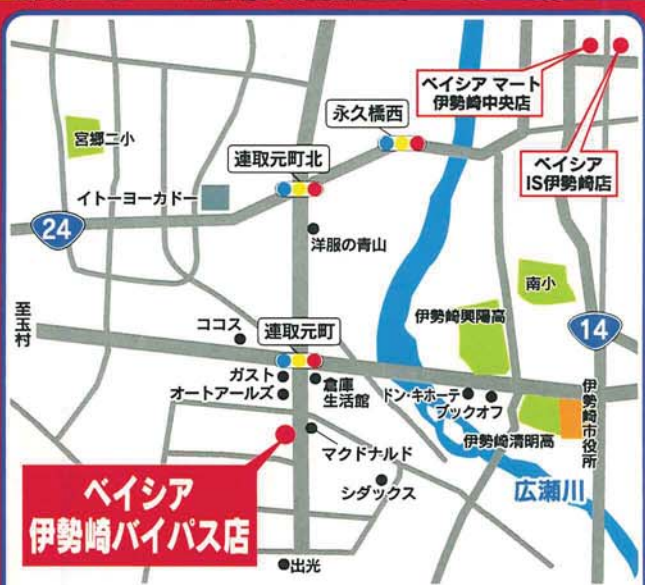 ベイシア マート
伊勢崎中央店
永久橋西
宮郷二小
連取元町北
ベイシア
IS伊勢崎店
イトーヨーカドー
24
洋服の青山
南小
至玉村
伊勢崎興陽高
14
ココス
連取元町
ガスト
オートアールズ
倉庫
生活館
ドン・キホーテ
ブックオフ
伊勢崎市役所
伊勢崎清明高
マクドナルド
シダックス
広瀬川
ベイシア
伊勢崎バイパス店
出光